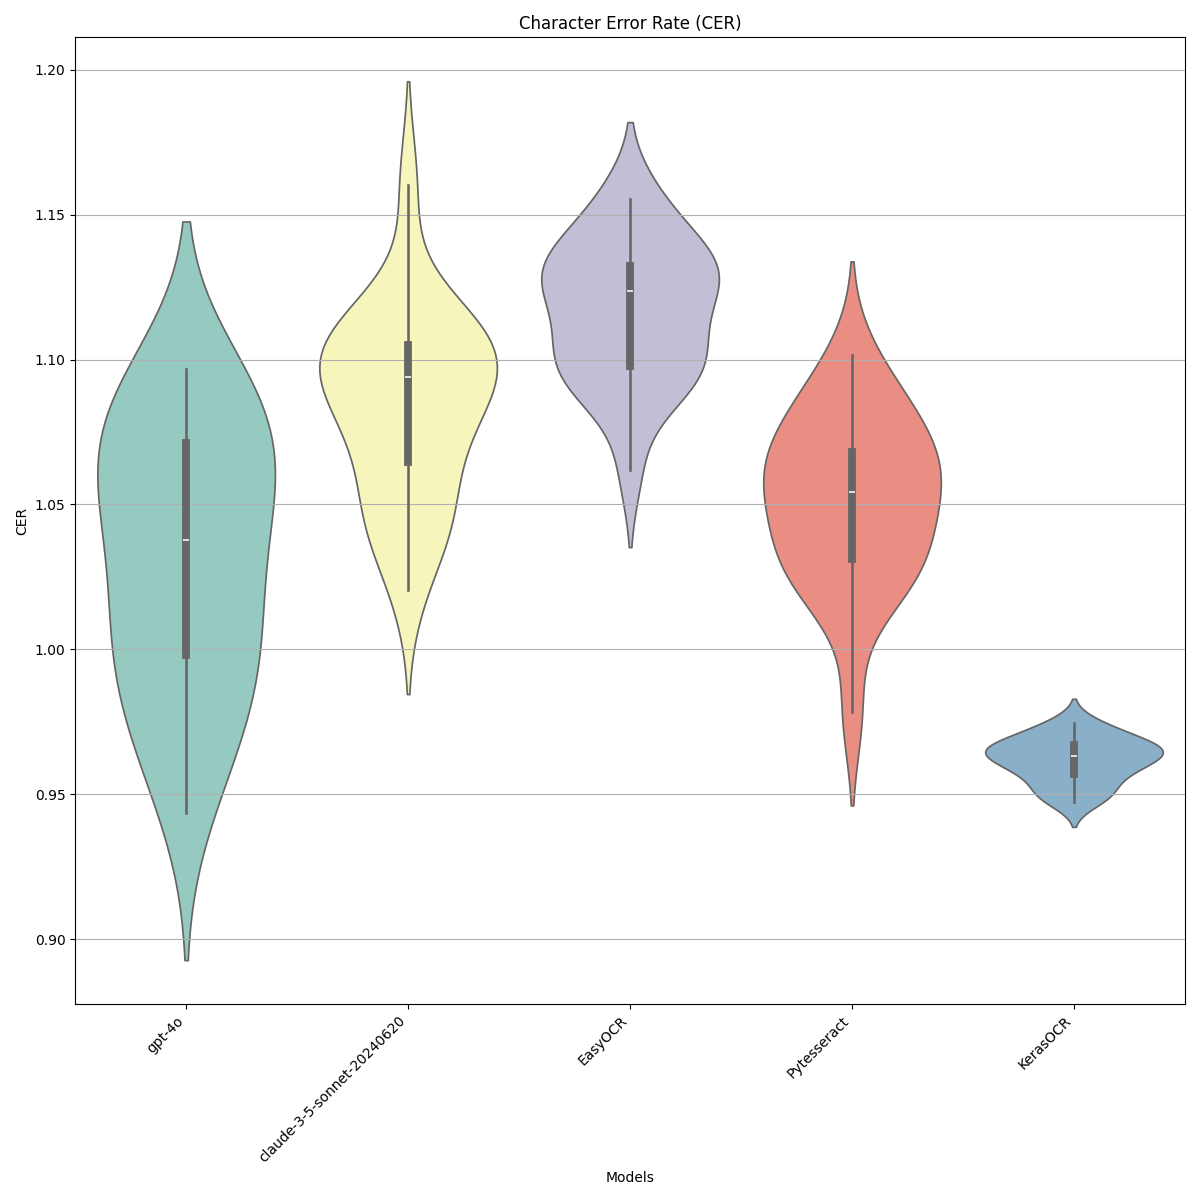 Character Error Rate (CER)
1.20
1.15
1.10
1.05
1.00
0.95
0.90
CER
gpt-4o
claude-3-5-sonnet-20240620
EasyOCR
Pytesseract
KerasOCR
Models